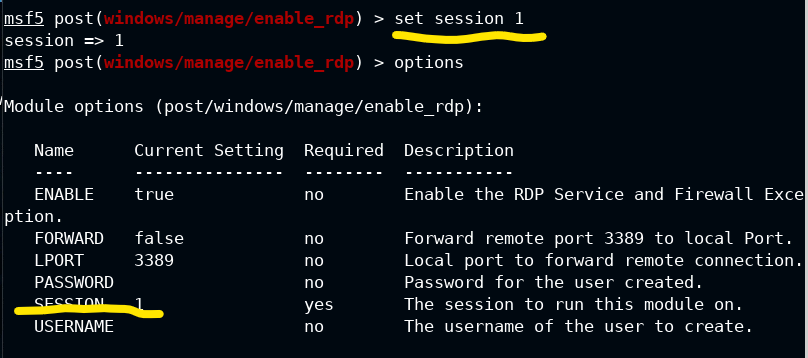 msf5 post(windows/manage/enable_rdp) > set session 1
session => 1
msf5 post(windows/manage/enable_rdp) > options
Module options (post/windows/manage/enable_rdp):
Name Current Setting Required Description
---- --------------- -------- -----------
ENABLE true no Enable the RDP Service and Firewall Exce
ption.
FORWARD false no Forward remote port 3389 to local Port.
LPORT 3389 no Local port to forward remote connection.
PASSWORD no Password for the user created.
SESSION 1 yes The session to run this module on.
USERNAME no The username of the user to create.